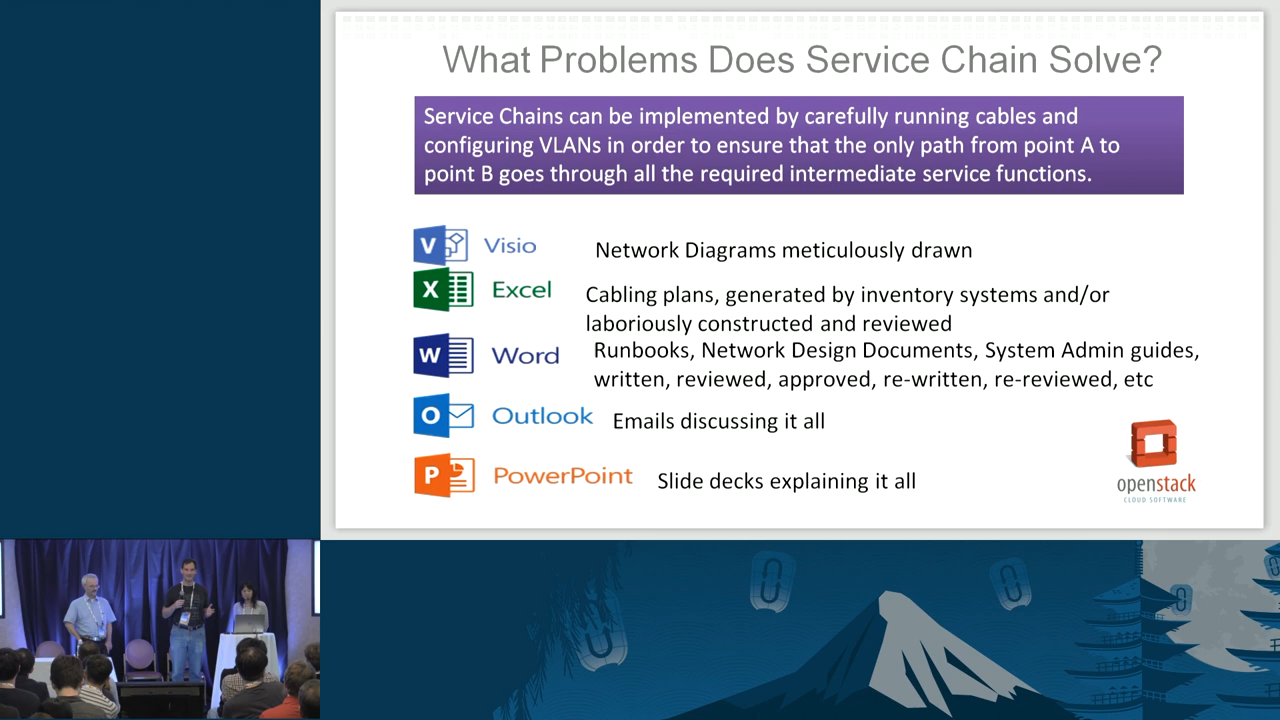 What Problems Does Service Chain Solve?
Service Chains can be implemented by carefully running cables and
configuring VLANs in order to ensure that the only path from point A to
point B goes through all the required intermediate service functions.
V Visio
Network Diagrams meticulously drawn
X Excel
Cabling plans, generated by inventory systems and/or
laboriously constructed and reviewed
W Word
Runbooks, Network Design Documents, System Admin guides,
written, reviewed, approved, re-written, re-reviewed, etc
O Outlook
Emails discussing it all
P PowerPoint
Slide decks explaining it all
openstack
CLOUD SOFTWARE